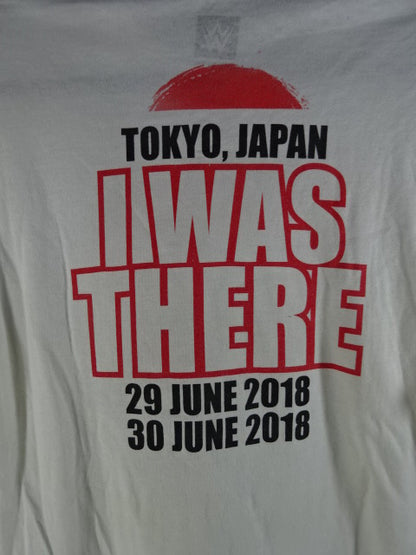 TOKYO, JAPAN
I WAS
THERE
29 JUNE 2018
30 JUNE 2018